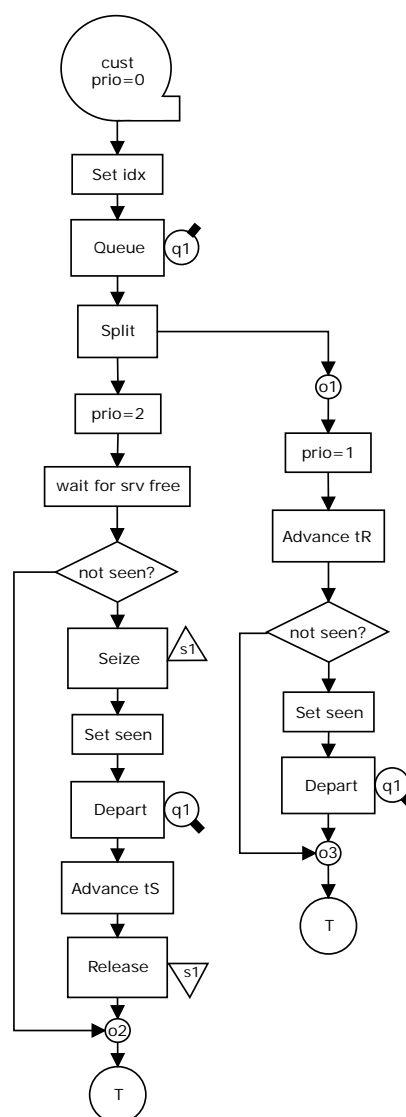 cust
prio=0
Set idx
Queue
q1
Split
o1
prio=2
prio=1
wait for srv free
Advance tR
not seen?
not seen?
Seize
s1
Set seen
Set seen
Depart
q1
Depart
q1
o3
Advance tS
T
Release
s1
o2
T